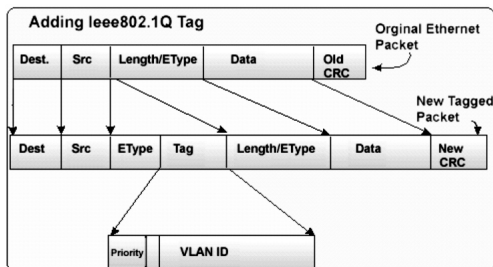 Adding Ieee802.1Q Tag
Orginal Ethernet
Packet
Dest. Src Length/EType Data Old
CRC
New Tagged
Packet
Dest Src EType Tag Length/EType Data New
CRC
Priority VLAN ID